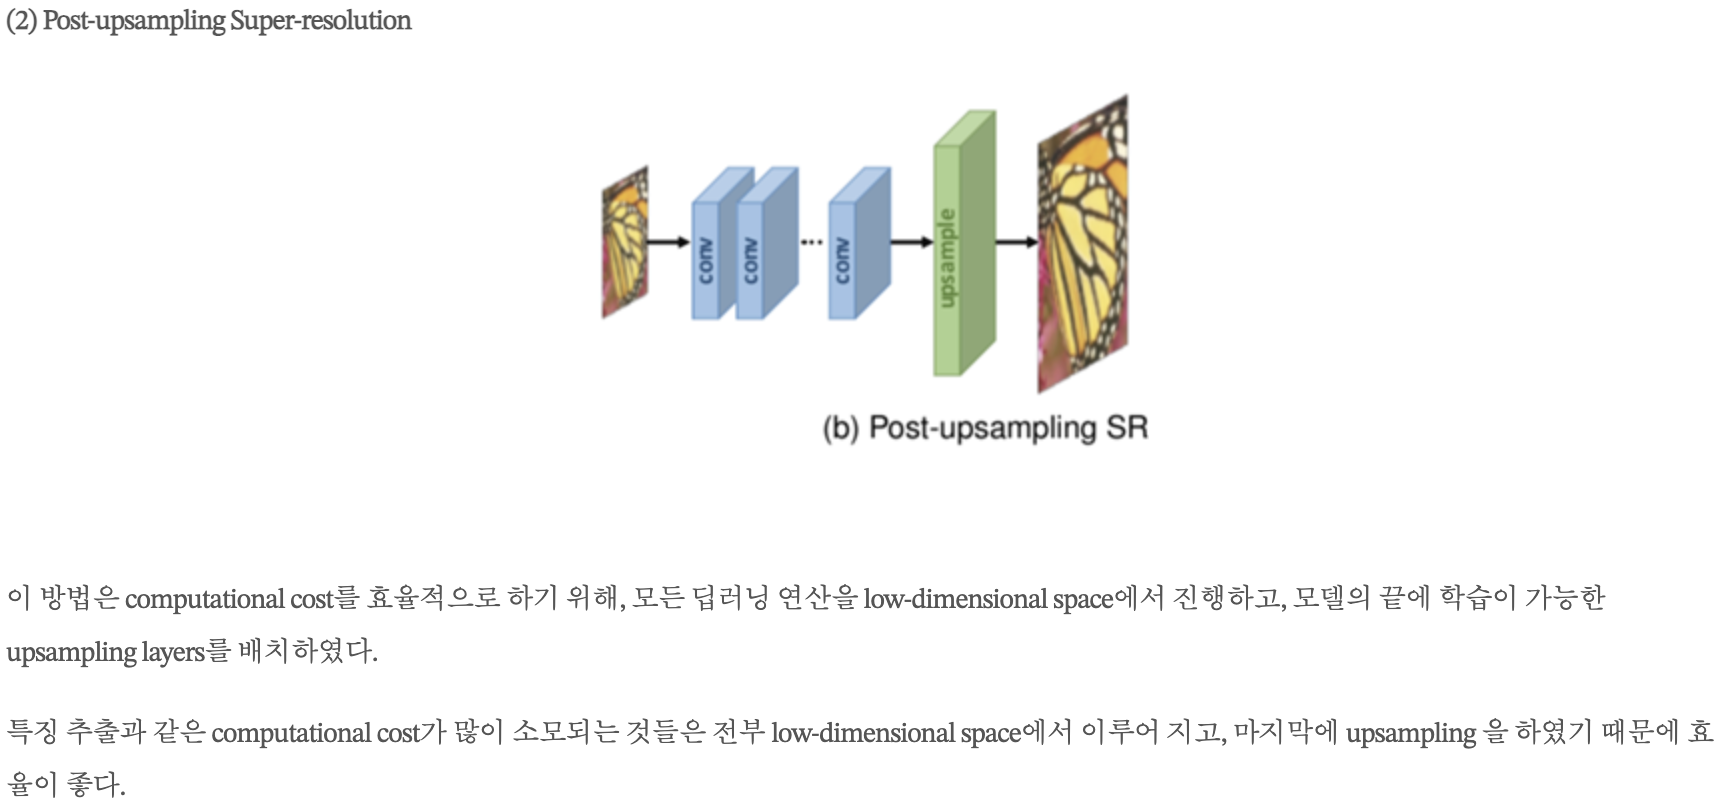 (2) Post-upsampling Super-resolution
conv
conv
...
conv
upsample
(b) Post-upsampling SR
이 방법은 computational cost를 효율적으로 하기 위해, 모든 딥러닝 연산을 low-dimensional space에서 진행하고, 모델의 끝에 학습이 가능한
upsampling layers를 배치하였다.
특징 추출과 같은 computational cost가 많이 소모되는 것들은 전부 low-dimensional space에서 이루어 지고, 마지막에 upsampling 을 하였기 때문에 효
율이 좋다.